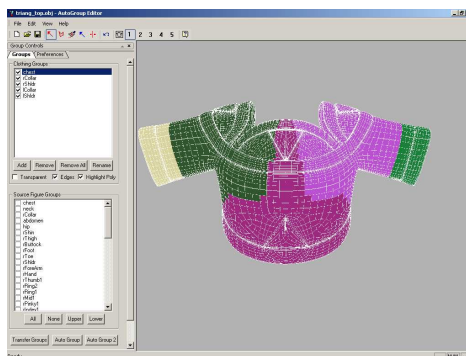 triang_top.obj - AutoGroup Editor
File Edit View Help
1 2 3 4 5
Group Controls
Groups Preferences
Clothing Groups
chest
rCollar
rShldr
lCollar
lShldr
Add Remove Remove All Rename
Transparent Edges Highlight Poly
Source Figure Groups
chest
neck
rCollar
abdomen
hip
rShin
rThigh
rButtock
rFoot
rToe
rShldr
rForeArm
rHand
rThumb1
rRing2
rRing1
rMid1
rPinky1
rIndex1
All None Upper Lower
Transfer Groups Auto Group Auto Group 2